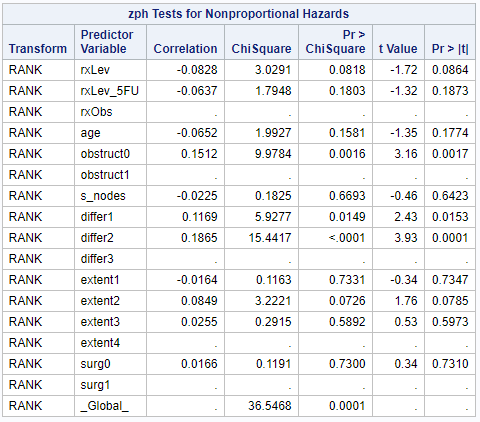 zph Tests for Nonproportional Hazards
Transform Predictor Variable Correlation ChiSquare Pr > ChiSquare t Value Pr > |t|
RANK rxLev -0.0828 3.0291 0.0818 -1.72 0.0864
RANK rxLev_5FU -0.0637 1.7948 0.1803 -1.32 0.1873
RANK rxObs . . . . .
RANK age -0.0652 1.9927 0.1581 -1.35 0.1774
RANK obstruct0 0.1512 9.9784 0.0016 3.16 0.0017
RANK obstruct1 . . . . .
RANK s_nodes -0.0225 0.1825 0.6693 -0.46 0.6423
RANK differ1 0.1169 5.9277 0.0149 2.43 0.0153
RANK differ2 0.1865 15.4417 <.0001 3.93 0.0001
RANK differ3 . . . . .
RANK extent1 -0.0164 0.1163 0.7331 -0.34 0.7347
RANK extent2 0.0849 3.2221 0.0726 1.76 0.0785
RANK extent3 0.0255 0.2915 0.5892 0.53 0.5973
RANK extent4 . . . . .
RANK surg0 0.0166 0.1191 0.7300 0.34 0.7310
RANK surg1 . . . . .
RANK _Global_ . 36.5468 0.0001 . .